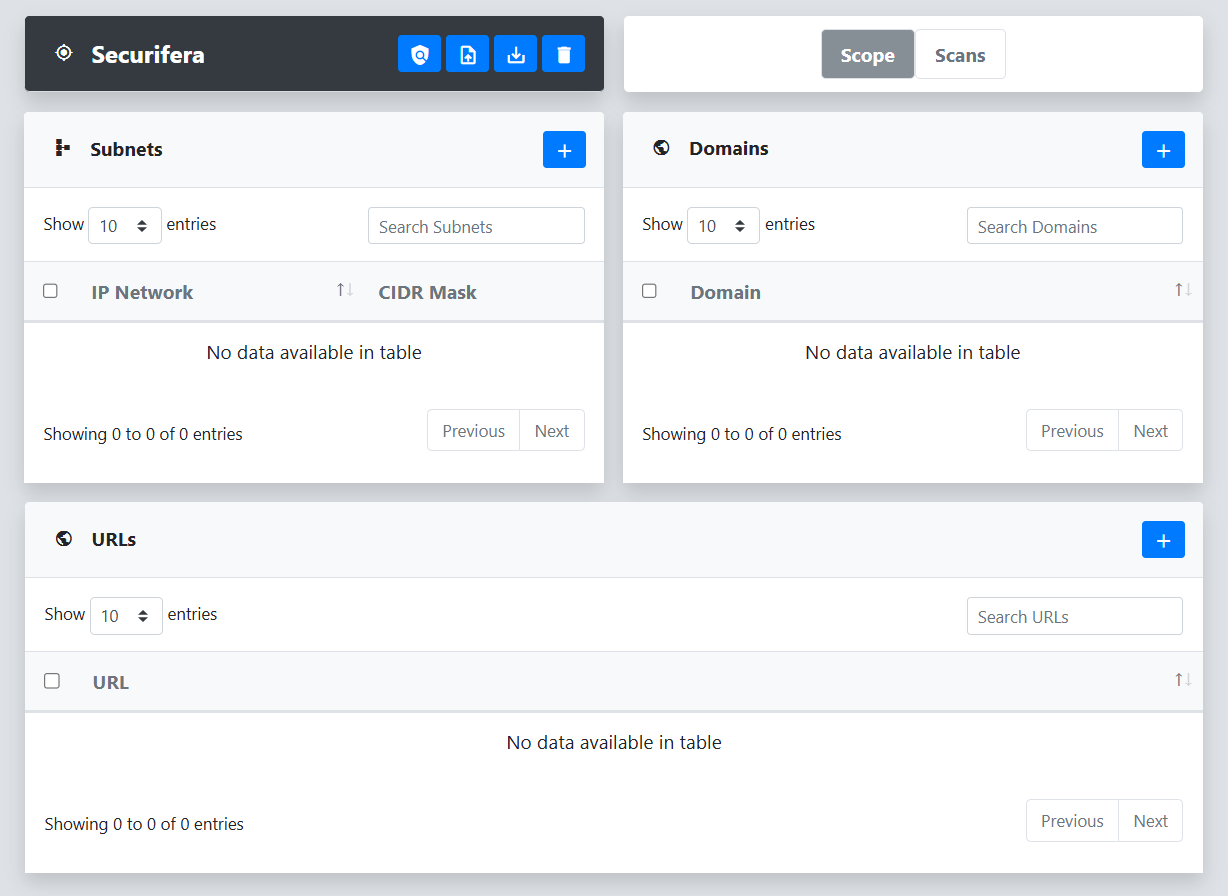 Securifera
Scope Scans
Subnets
Show 10 entries
Search Subnets
IP Network CIDR Mask
No data available in table
Showing 0 to 0 of 0 entries
Previous Next
Domains
Show 10 entries
Search Domains
Domain
No data available in table
Showing 0 to 0 of 0 entries
Previous Next
URLs
Show 10 entries
Search URLs
URL
No data available in table
Showing 0 to 0 of 0 entries
Previous Next